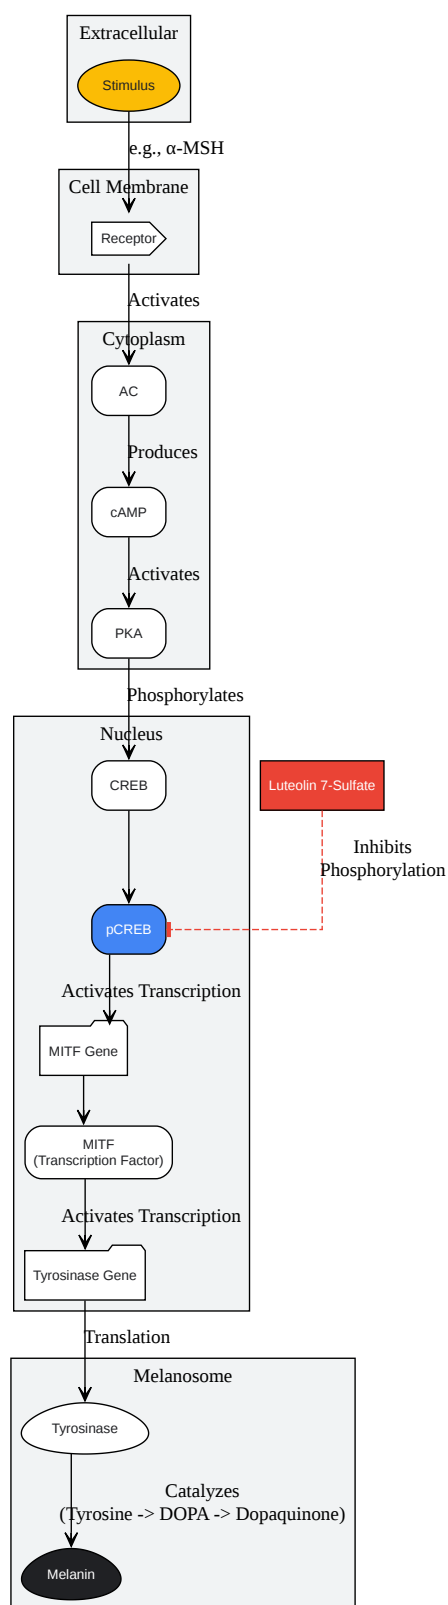 Extracellular
Stimulus
e.g., α-MSH
Cell Membrane
Receptor
Activates
Cytoplasm
AC
Produces
cAMP
Activates
PKA
Phosphorylates
Nucleus
CREB
Luteolin 7-Sulfate
Inhibits
Phosphorylation
pCREB
Activates Transcription
MITF Gene
MITF
(Transcription Factor)
Activates Transcription
Tyrosinase Gene
Translation
Melanosome
Tyrosinase
Catalyzes
(Tyrosine -> DOPA -> Dopaquinone)
Melanin